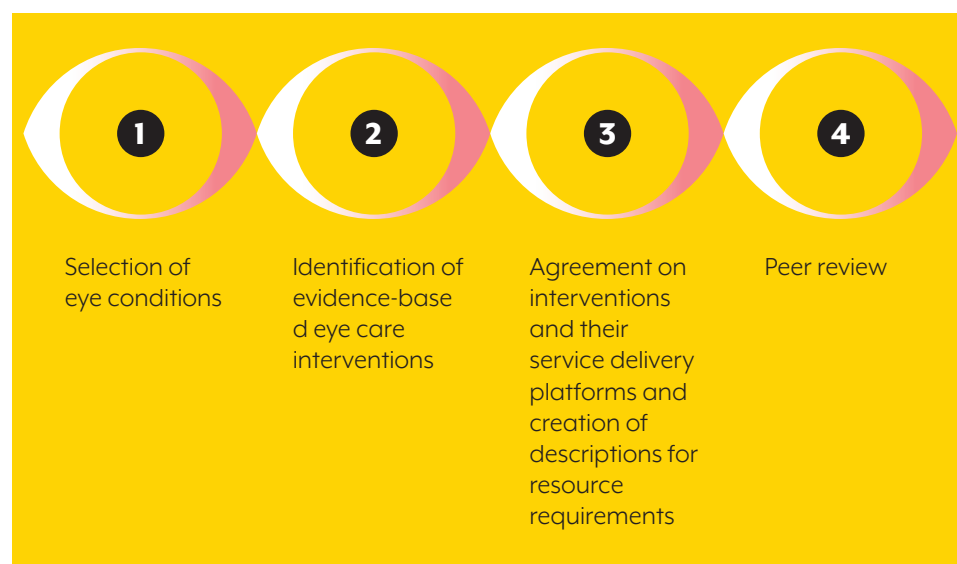 1
2
3
4
Selection of
eye conditions
Identification of
evidence-base
d eye care
interventions
Agreement on
interventions
and their
service delivery
platforms and
creation of
descriptions for
resource
requirements
Peer review